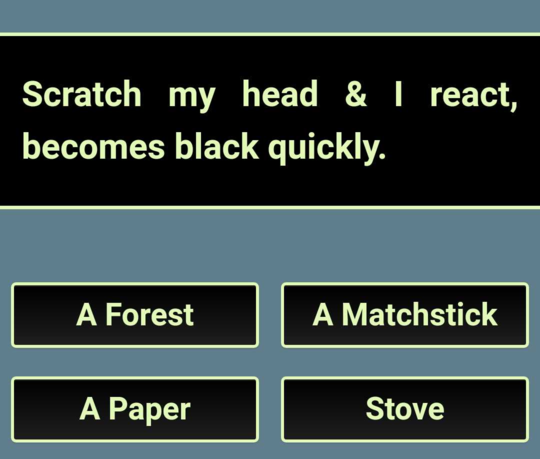 Scratch my head & I react,
becomes black quickly.
A Forest
A Matchstick
A Paper
Stove